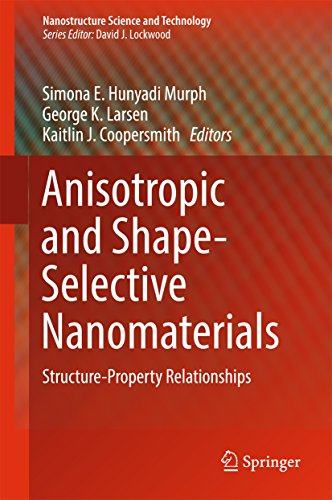 Nanostructure Science and Technology
Series Editor: David J. Lockwood
Simona E. Hunyadi Murph
George K. Larsen
Kaitlin J. Coopersmith Editors
Anisotropic
and Shape-
Selective
Nanomaterials
Structure-Property Relationships
Springer